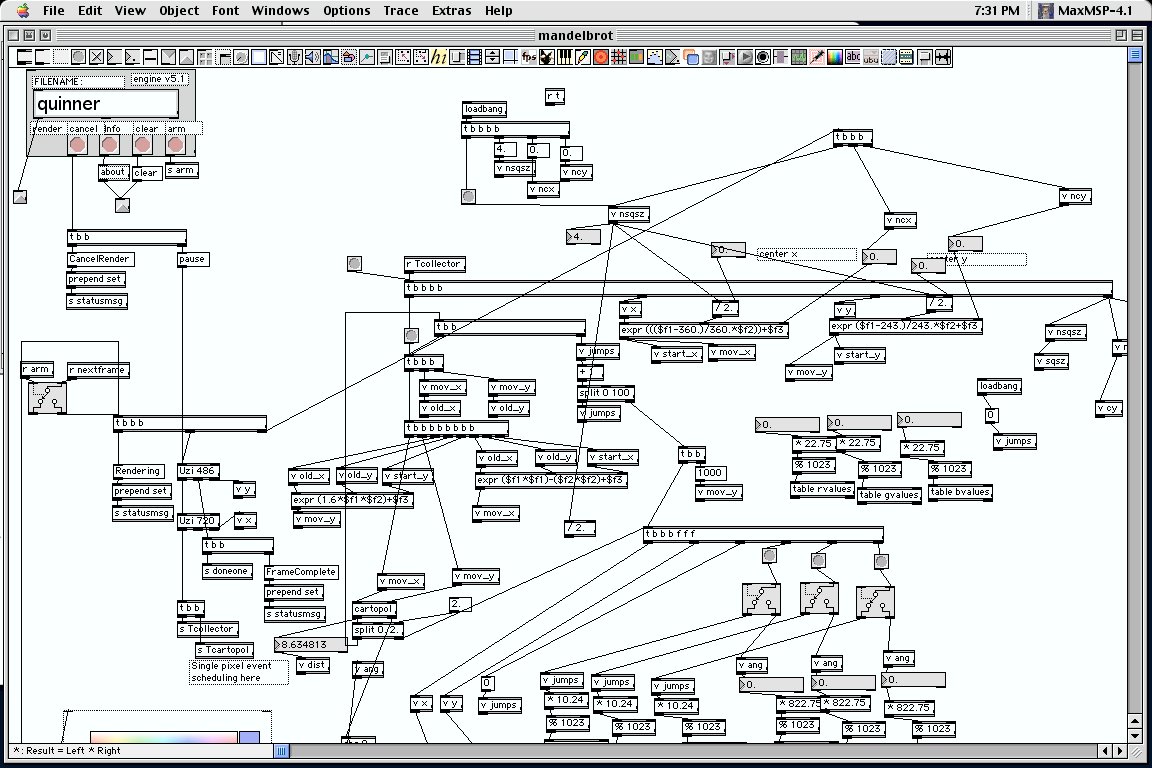 File Edit View Object Font Windows Options Trace Extras Help 7:31 PM MaxMSP-4.1
mandelbrot
hi fps abc ubu
FILENAME: engine v5.1
quinner
render cancel Info clear arm
about clear s arm
t b b
CancelRender pause
prepend set
s statusmsg
r arm r nextframe
t b b b
Rendering Uzi 486
prepend set v y
s statusmsg Uzi 720 v x
t b b
s doneone FrameComplete
prepend set
t b b s statusmsg
s Tcollector
s Tcartopol
Single pixel event
scheduling here
r t
loadbang
t b b b b
4. 0. 0.
v nsqsz v ncy
v ncx
t b b b
v ncy
v nsqsz v ncx
4. 0. center x 0. 0. 0.
r Tcollector
t b b b b
v x / 2. v y / 2.
expr ((($f1-360.)/360.*$f2))+$f3 expr ($f1-243.)/243.*$f2+$f3
v start_x v mov_x v start_y
v mov_y
v nsqsz
v sqsz
v cy
t b b
t b b b v jumps
v mov_x v mov_y
split 0 100
v old_x v old_y v jumps
t b b b b b b b b
v old_x v old_y v start_y v old_x v old_y v start_x
expr (1.6*$f1*$f2)+$f3 expr ($f1*$f1)-($f2*$f2)+$f3
v mov_y v mov_x
/ 2.
t b b
1000
v mov_y
loadbang
0
v jumps
0. 0. 0.
* 22.75 * 22.75 * 22.75
% 1023 % 1023 % 1023
table rvalues table gvalues table bvalues
t b b b f f f
v mov_x v mov_y
cartopol 2.
split 0. 2.
8.634813
v dist v ang
v x v y 0
v jumps
v jumps v jumps v jumps
* 10.24 * 10.24 * 10.24
% 1023 % 1023 % 1023
v ang v ang v ang
0. 0. 0.
* 822.75 * 822.75
% 1023 % 1023 % 1023
*: Result = Left * Right